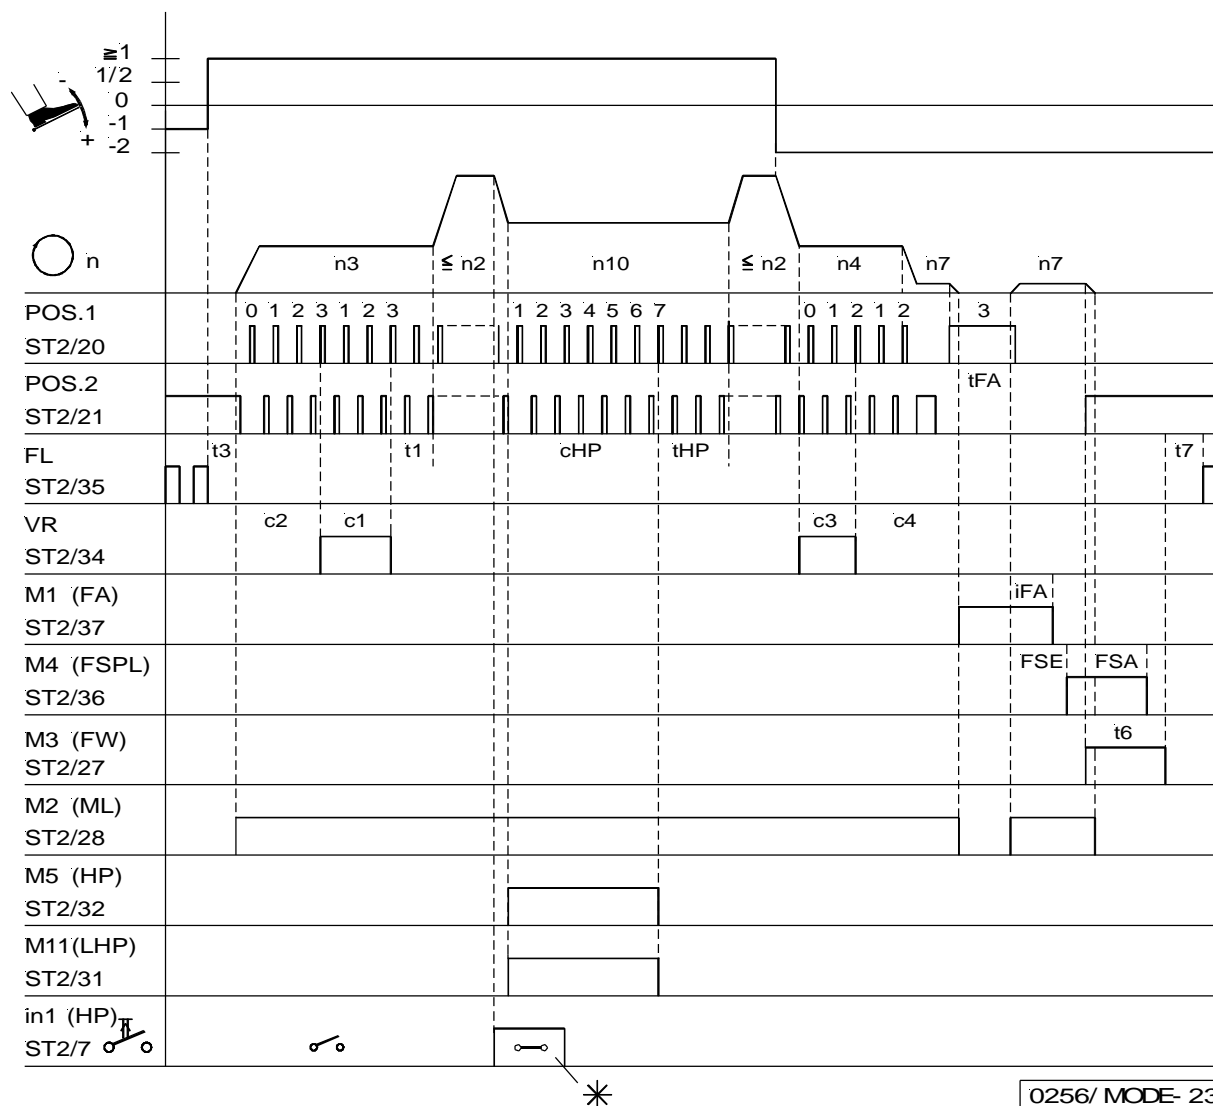 ≧1
1/2
0
-1
-2
-
+
n
n3
≦ n2
n10
≦ n2
n4
n7
n7
POS.1
ST2/20
0 1 2 3 1 2 3
1 2 3 4 5 6 7
0 1 2 1 2
3
POS.2
ST2/21
tFA
FL
ST2/35
t3
t1
cHP
tHP
t7
VR
ST2/34
c2
c1
c3
c4
M1 (FA)
ST2/37
iFA
M4 (FSPL)
ST2/36
FSE
FSA
M3 (FW)
ST2/27
t6
M2 (ML)
ST2/28
M5 (HP)
ST2/32
M11(LHP)
ST2/31
in1 (HP)
ST2/7
0256/ MODE- 23